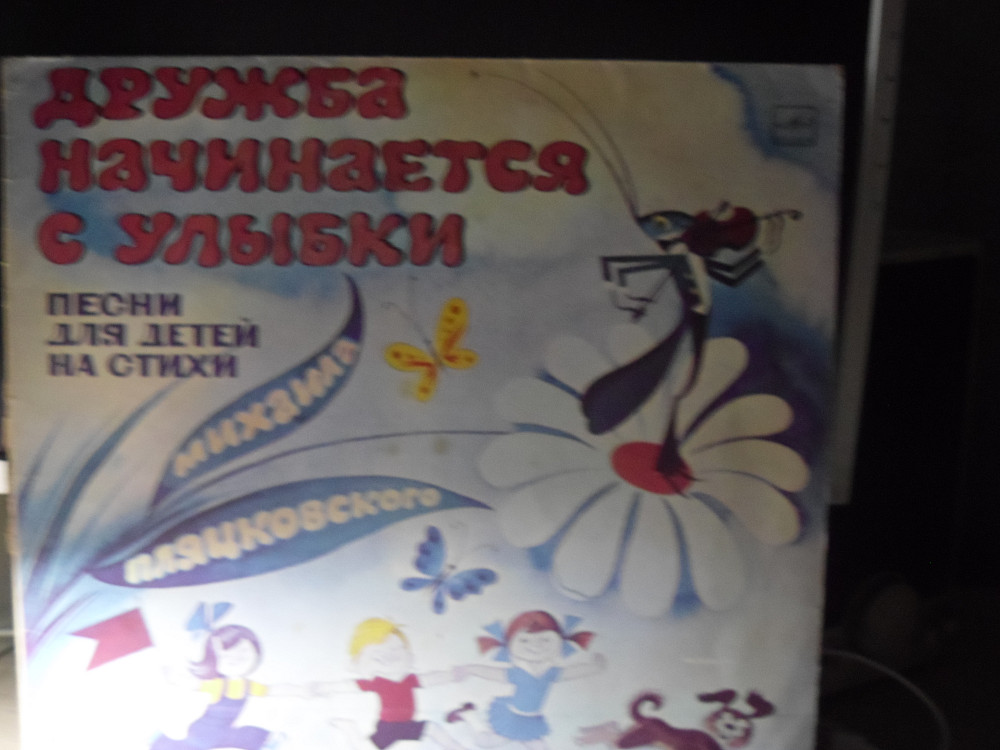 ДРУЖБА
НАЧИНАЕТСЯ
С УЛЫБКИ
ПЕСНИ
ДЛЯ ДЕТЕЙ
НА СТИХИ
МИХАИЛА
ПЛЯЦКОВСКОГО